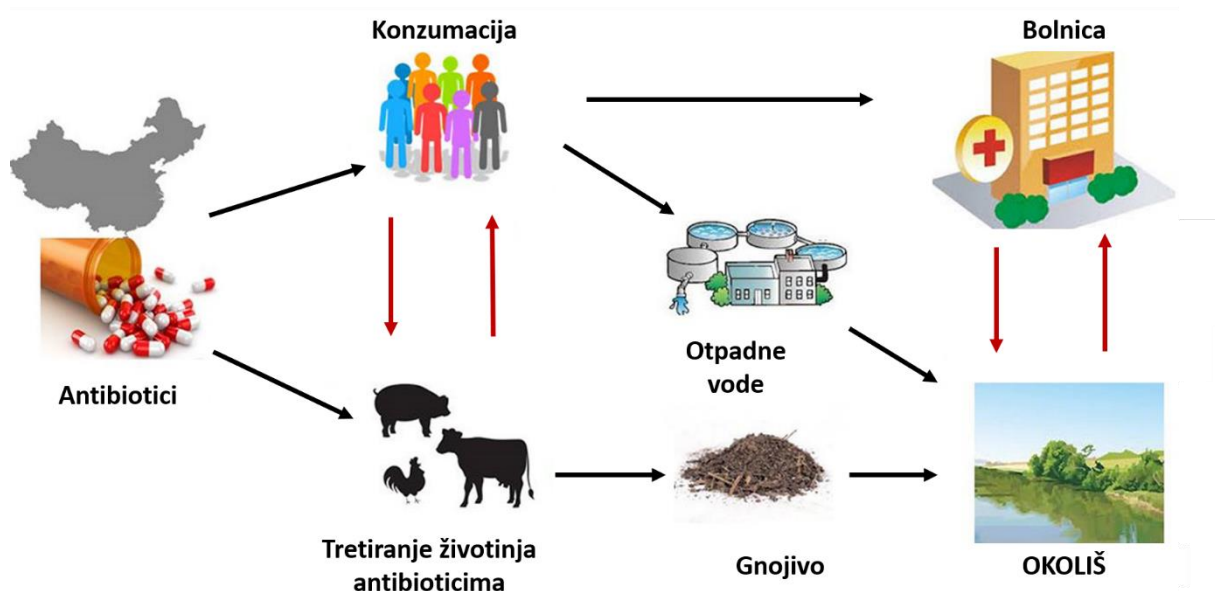 Konzumacija
Bolnica
Antibiotici
Otpadne
vode
Tretiranje životinja
antibioticima
Gnojivo
OKOLIŠ